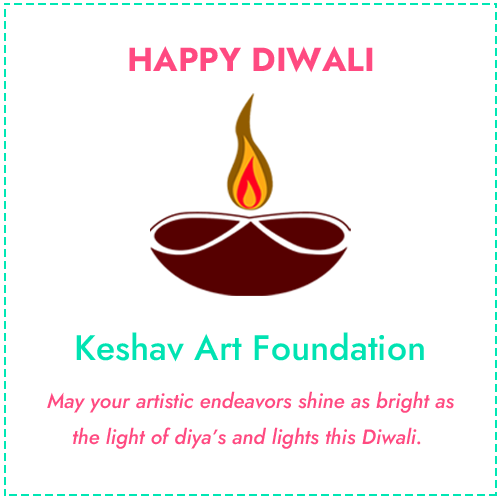 HAPPY DIWALI
Keshav Art Foundation
May your artistic endeavors shine as bright as
the light of diya's and lights this Diwali.